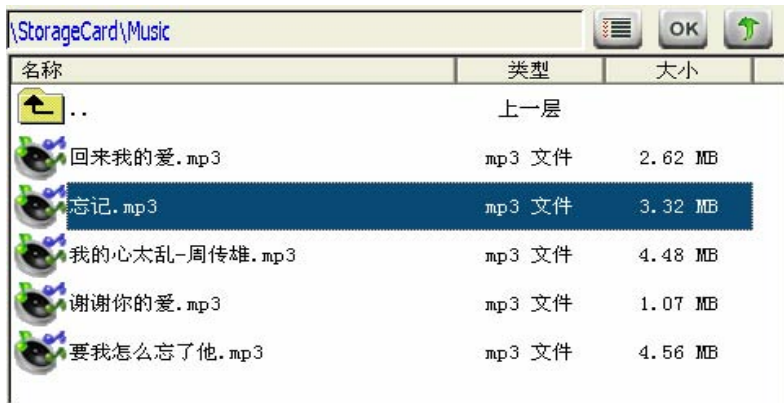 \StorageCard\Music OK
名称 类型 大小
.. 上一层
回来我的爱.mp3 mp3 文件 2.62 MB
忘记.mp3 mp3 文件 3.32 MB
我的心太乱-周传雄.mp3 mp3 文件 4.48 MB
谢谢你的爱.mp3 mp3 文件 1.07 MB
要我怎么忘了他.mp3 mp3 文件 4.56 MB